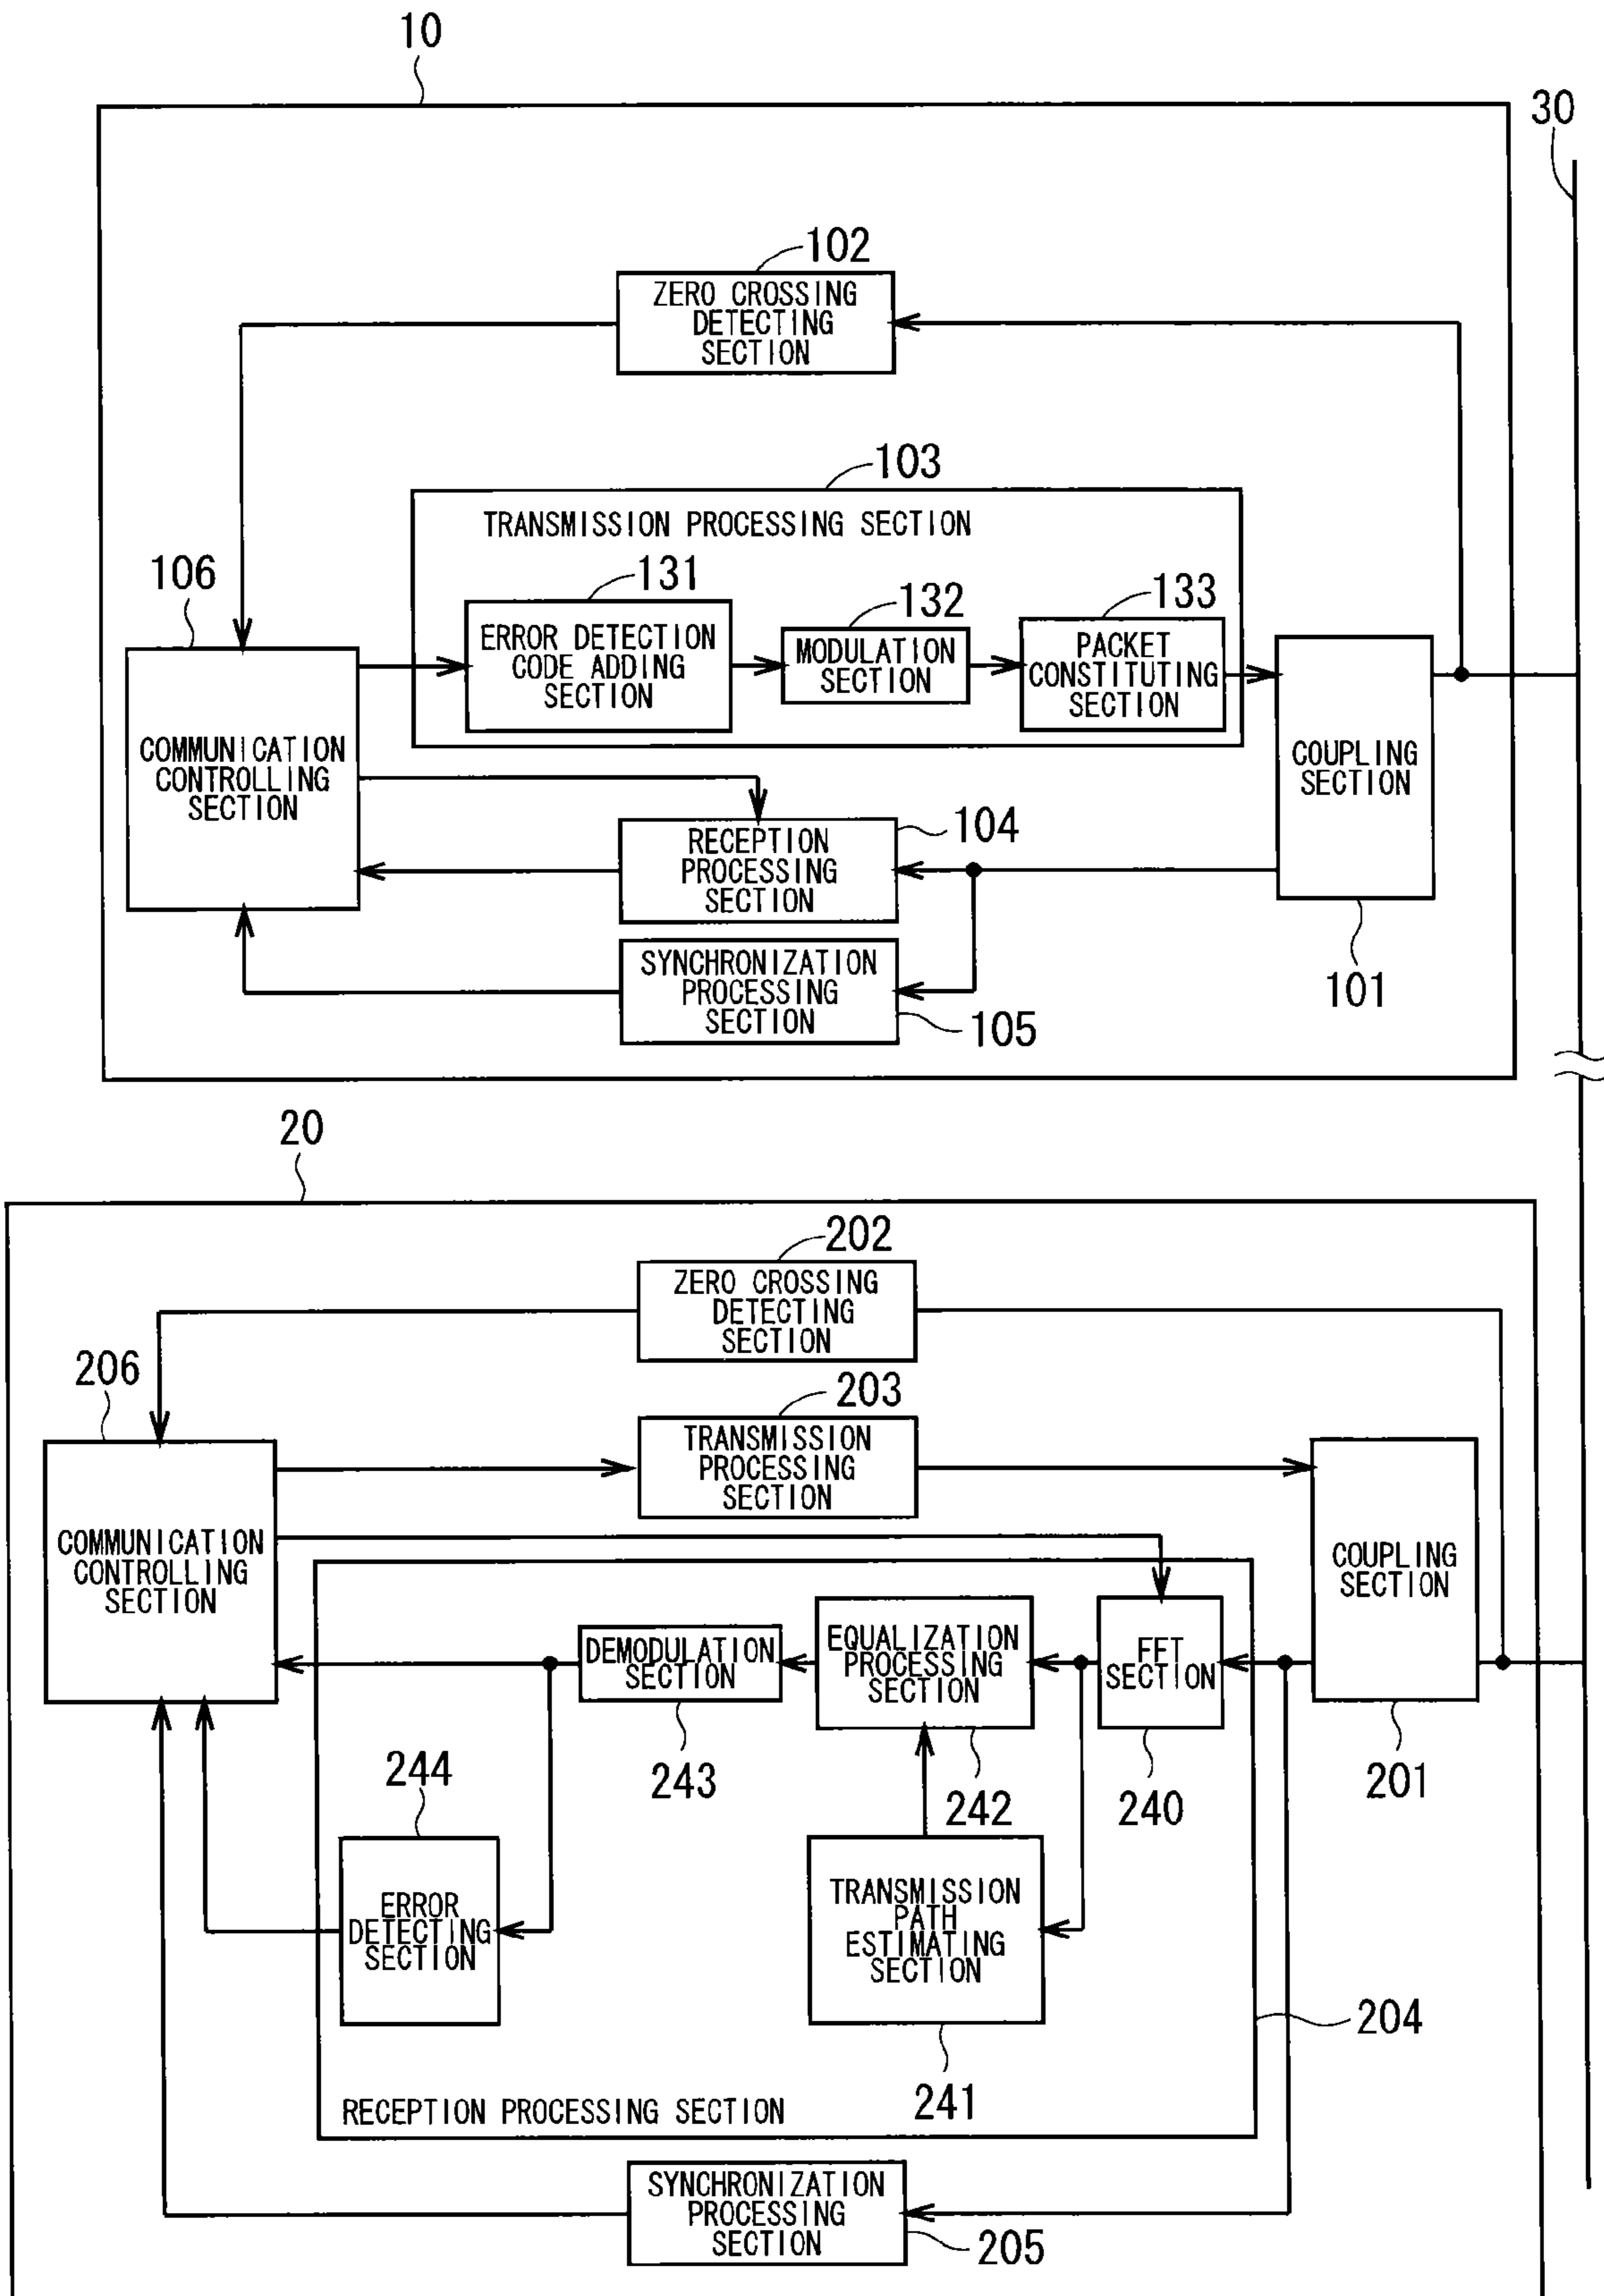 10
30
102
ZERO CROSSING
DETECTING
SECTION
103
TRANSMISSION PROCESSING SECTION
106
131
132
133
ERROR DETECTION
CODE ADDING
SECTION
MODULATION
SECTION
PACKET
CONSTITUTING
SECTION
COMMUNICATION
CONTROLLING
SECTION
COUPLING
SECTION
104
RECEPTION
PROCESSING
SECTION
SYNCHRONIZATION
PROCESSING
SECTION
101
105
20
202
ZERO CROSSING
DETECTING
SECTION
206
203
TRANSMISSION
PROCESSING
SECTION
COMMUNICATION
CONTROLLING
SECTION
COUPLING
SECTION
DEMODULATION
SECTION
EQUALIZATION
PROCESSING
SECTION
FFT
SECTION
244
243
242
240
201
ERROR
DETECTING
SECTION
TRANSMISSION
PATH
ESTIMATING
SECTION
204
241
RECEPTION PROCESSING SECTION
SYNCHRONIZATION
PROCESSING
SECTION
205